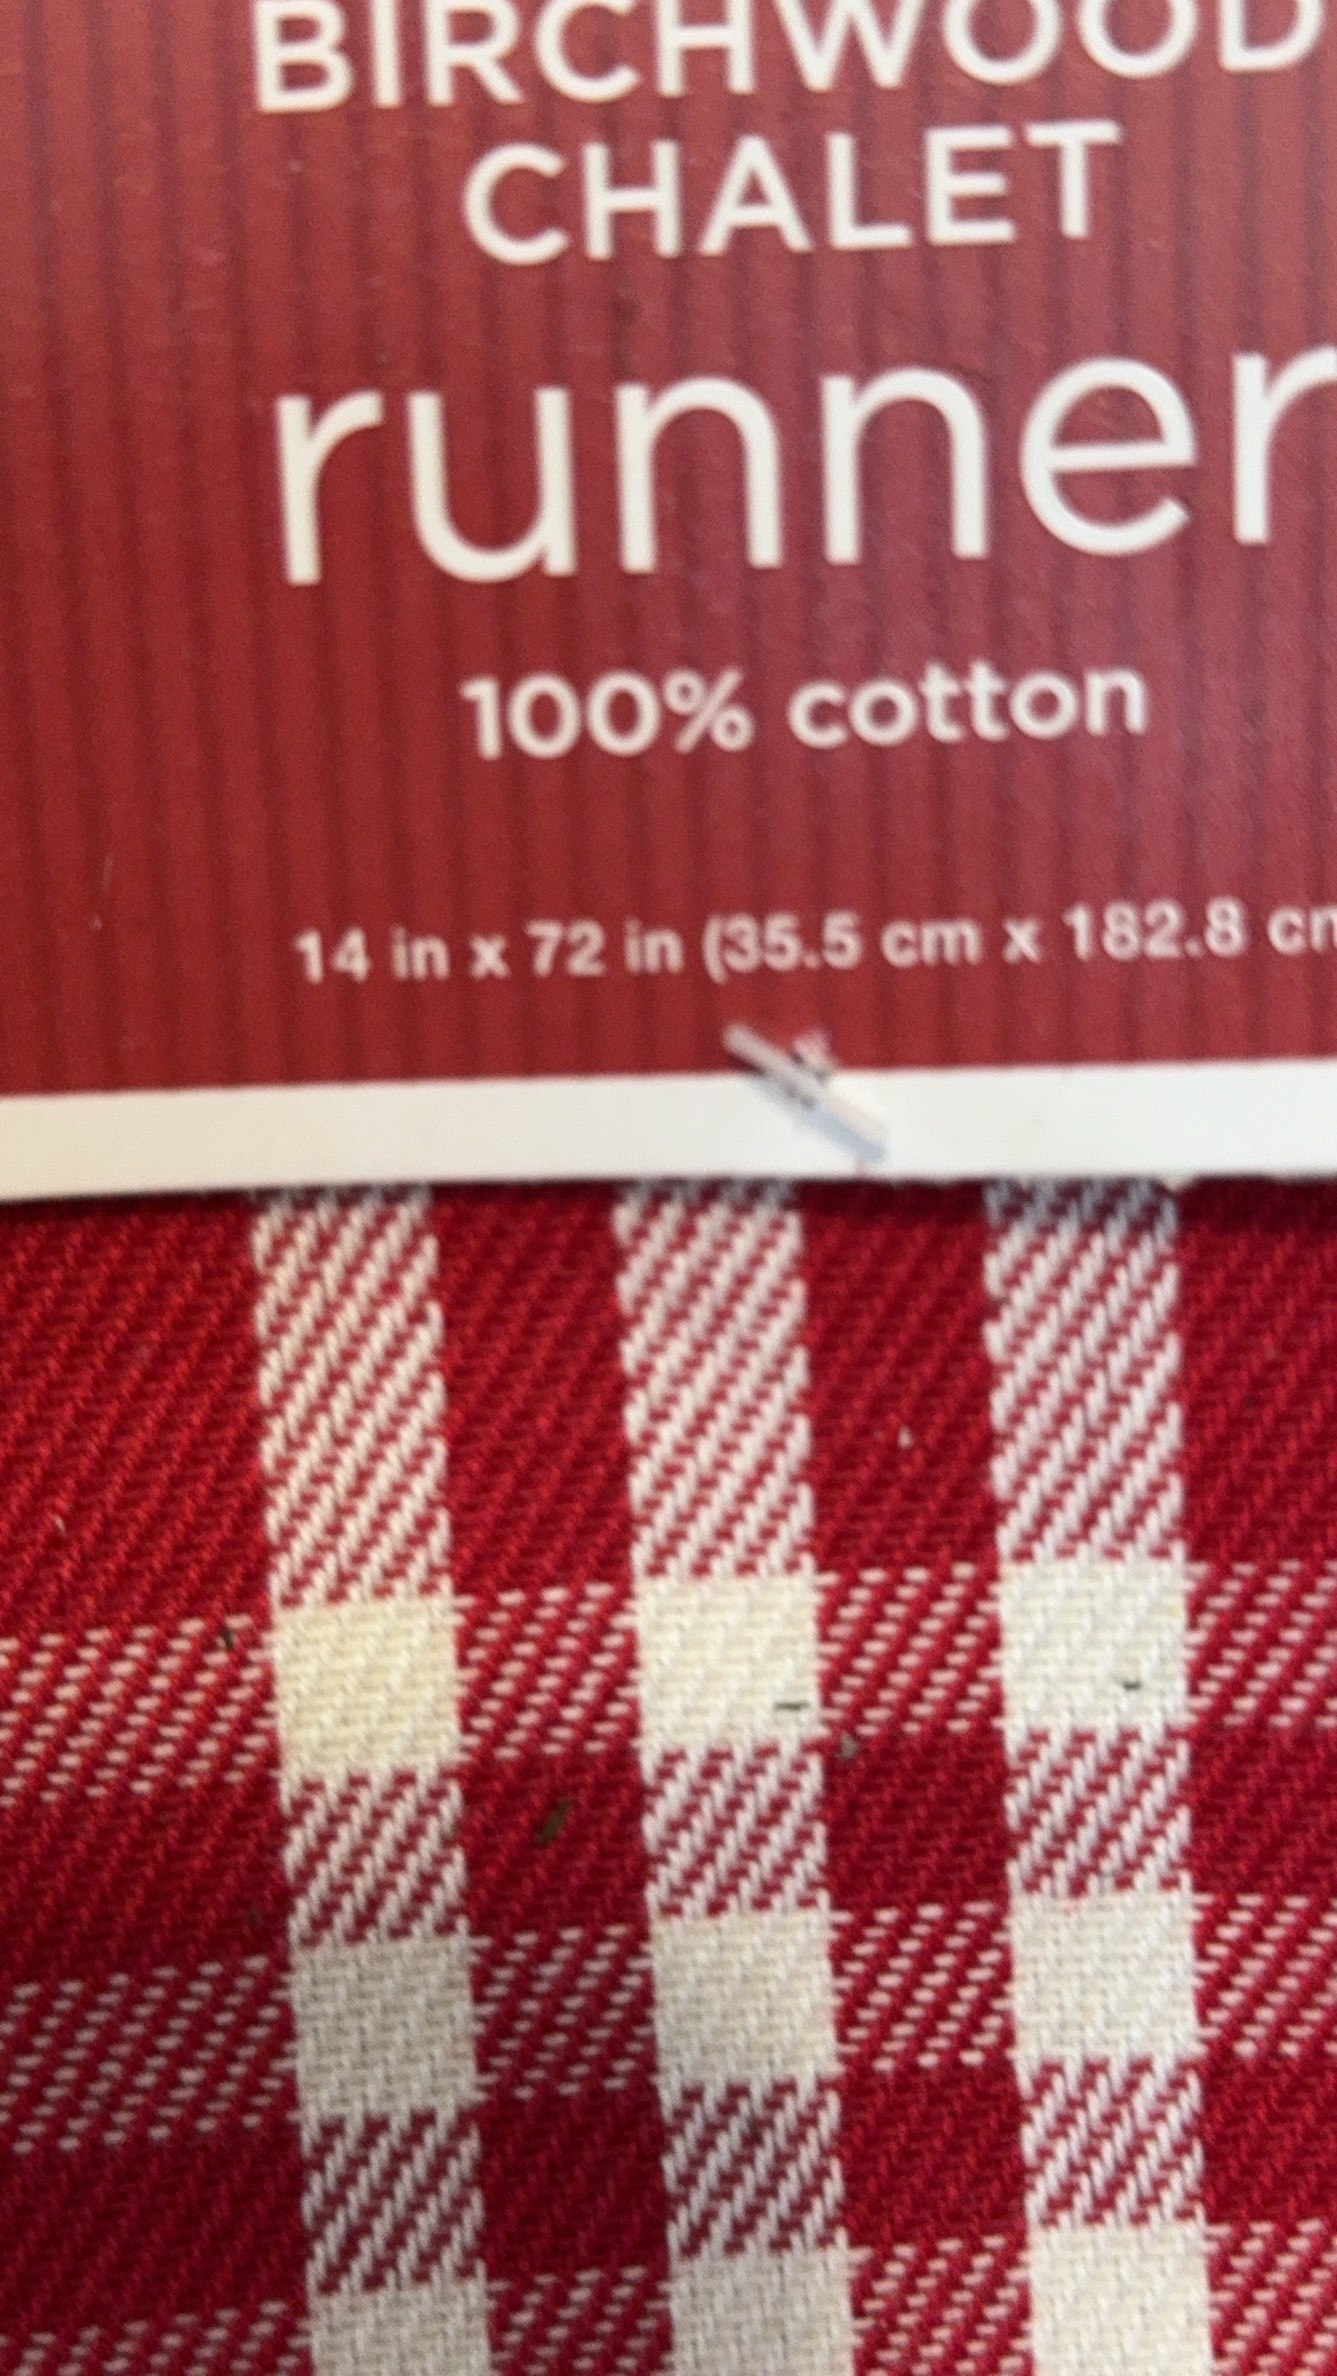 BIRCHWOOD
CHALET
runner
100% cotton
14 in x 72 in (35.5 cm x 182.8 cm